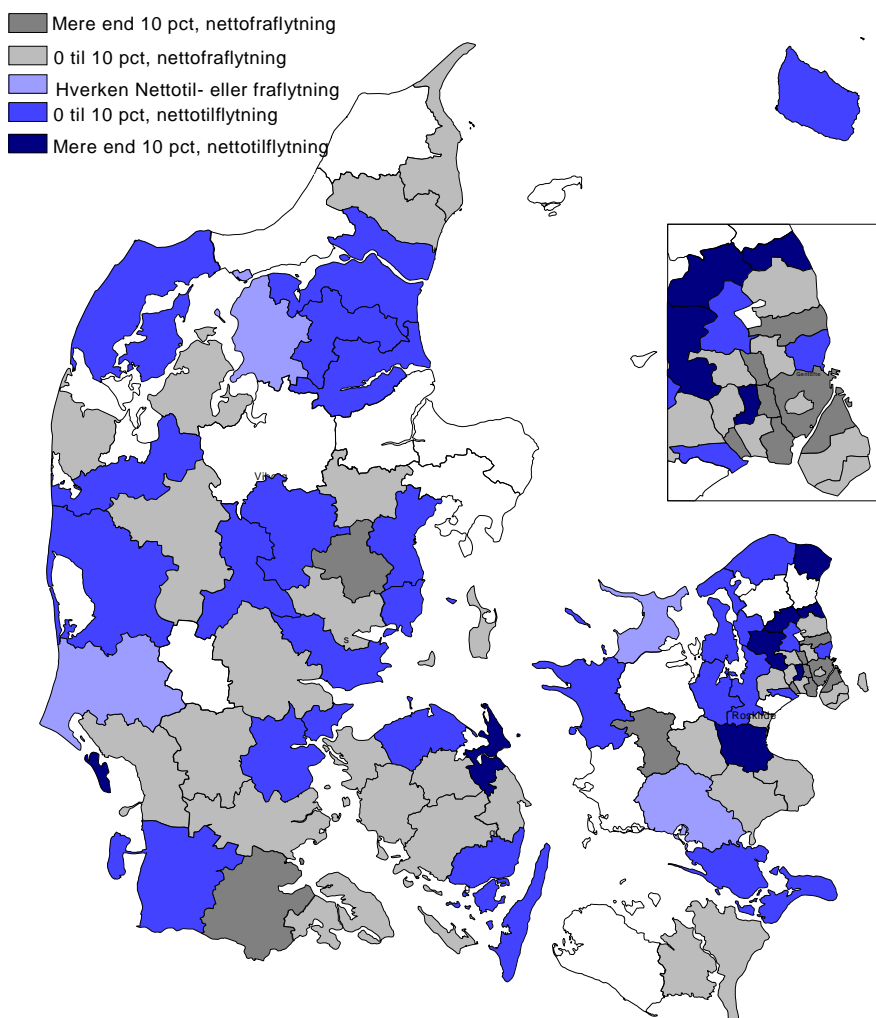 Mere end 10 pct, nettofraflytning
0 til 10 pct, nettofraflytning
Hverken Nettotil- eller fraflytning
0 til 10 pct, nettotilflytning
Mere end 10 pct, nettotilflytning
Gentofte
s
Roskilde